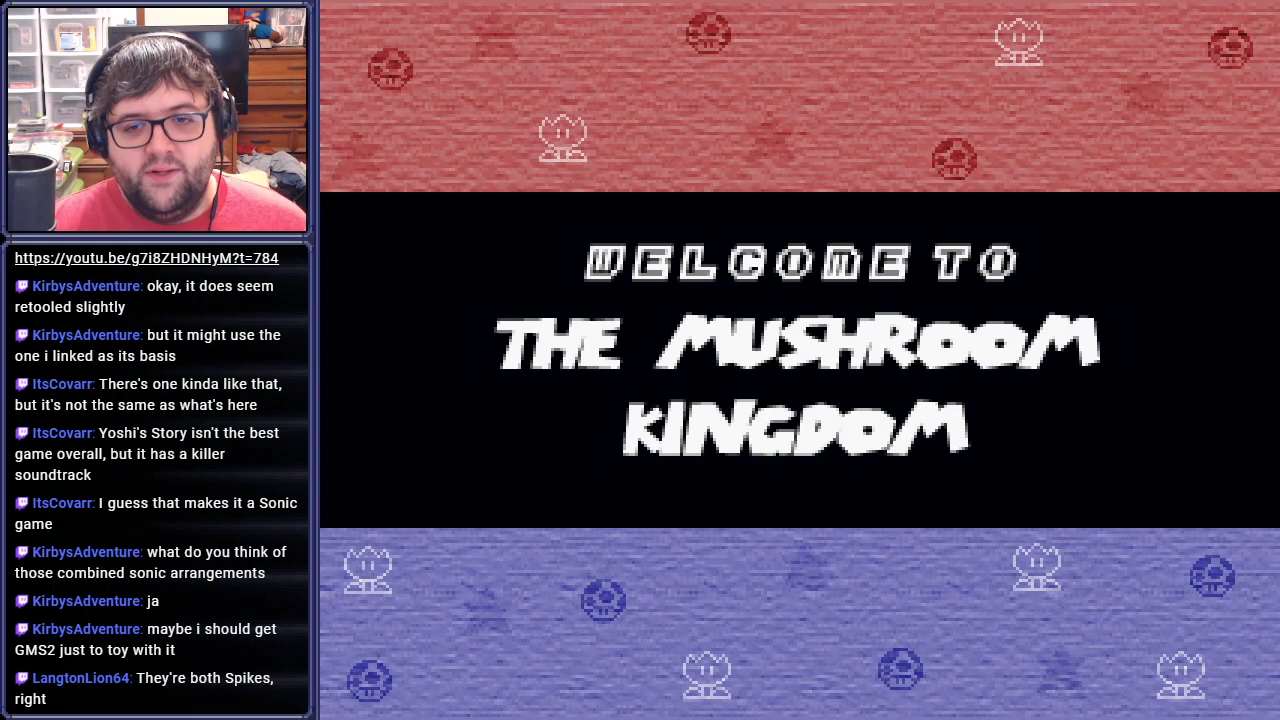 https://youtu.be/g7i8ZHDNHyM?t=784
KirbysAdventure: okay, it does seem
retooled slightly
KirbysAdventure: but it might use the
one i linked as its basis
ItsCovarr: There's one kinda like that,
but it's not the same as what's here
ItsCovarr: Yoshi's Story isn't the best
game overall, but it has a killer
soundtrack
ItsCovarr: I guess that makes it a Sonic
game
KirbysAdventure: what do you think of
those combined sonic arrangements
KirbysAdventure: ja
KirbysAdventure: maybe i should get
GMS2 just to toy with it
LangtonLion64: They're both Spikes,
right
WELCOME TO
THE MUSHROOM
KINGDOM